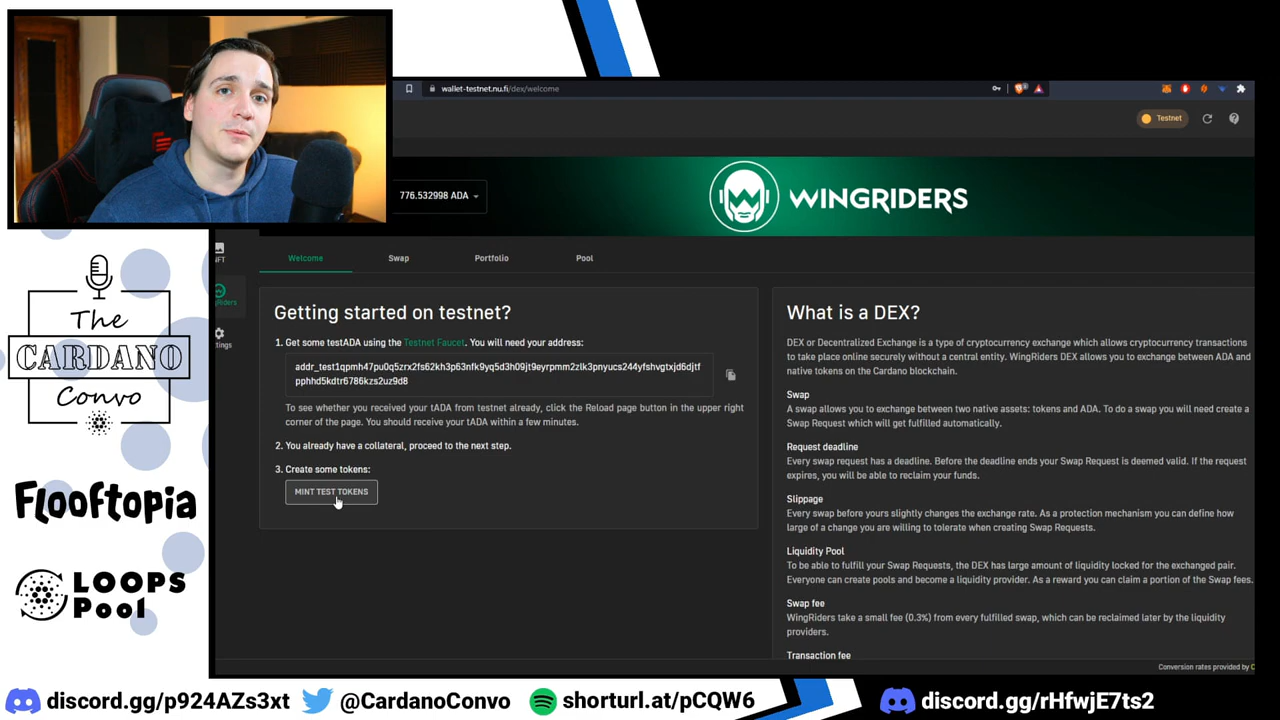 wallet-testnet.nu.fi/dex/welcome
Testnet
776.532998 ADA
WINGRIDERS
Welcome
Swap
Portfolio
Pool
Getting started on testnet?
1. Get some testADA using the Testnet Faucet. You will need your address:
addr_test1qpmh47pu0q5zrx2fs62kh3p63nfk9yq5d3h09jt9eyrpmm2zlk3pnyucs244yfshvgtxjd6djtf
pphhd5kdtr6786kzs2uz9d8
To see whether you received your tADA from testnet already, click the Reload page button in the upper right
corner of the page. You should receive your tADA within a few minutes.
2. You already have a collateral, proceed to the next step.
3. Create some tokens:
MINT TEST TOKENS
What is a DEX?
DEX or Decentralized Exchange is a type of cryptocurrency exchange which allows cryptocurrency transactions
to take place online securely without a central entity. WingRiders DEX allows you to exchange between ADA and
native tokens on the Cardano blockchain.
Swap
A swap allows you to exchange between two native assets: tokens and ADA. To do a swap you will need create a
Swap Request which will get fulfilled automatically.
Request deadline
Every swap request has a deadline. Before the deadline ends your Swap Request is deemed valid. If the request
expires, you will be able to reclaim your funds.
Slippage
Every swap before yours slightly changes the exchange rate. As a protection mechanism you can define how
large of a change you are willing to tolerate when creating Swap Requests.
Liquidity Pool
To be able to fulfill your Swap Requests, the DEX has large amount of liquidity locked for the exchanged pair.
Everyone can create pools and become a liquidity provider. As a reward you can claim a portion of the Swap fees.
Swap fee
WingRiders take a small fee (0.3%) from every fulfilled swap, which can be reclaimed later by the liquidity
providers.
Transaction fee
Conversion rates provided by C
FT
gRiders
tings
The
CARDANO
Convo
Flooftopia
LOOPS
Pool
discord.gg/p924AZs3xt
@CardanoConvo
shorturl.at/pCQW6
discord.gg/rHfwjE7ts2